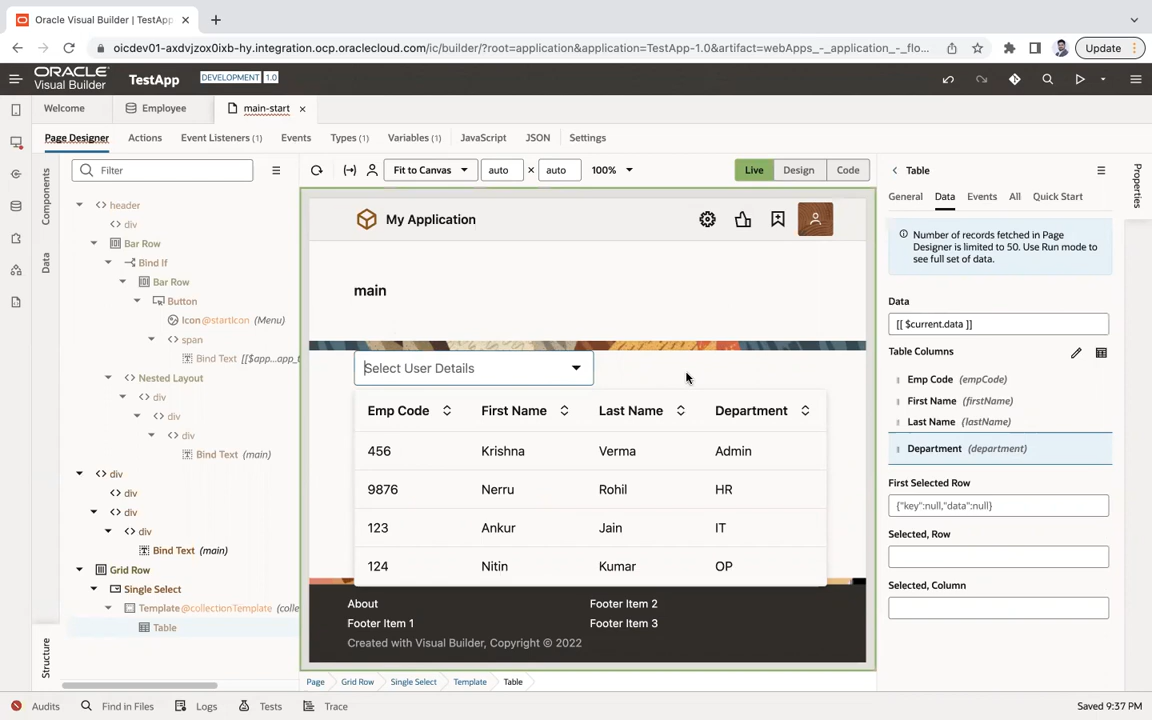 Oracle Visual Builder | TestApp
oicdev01-axdvjzox0ixb-hy.integration.ocp.oraclecloud.com/ic/builder/?root=application&application=TestApp-1.0&artifact=webApps_-_application_-_flo...
Update
ORACLE
Visual Builder
TestApp
DEVELOPMENT 1.0
Welcome
Employee
main-start
Page Designer
Actions
Event Listeners (1)
Events
Types (1)
Variables (1)
JavaScript
JSON
Settings
Components
Data
Structure
Filter
<> header
<> div
Bar Row
Bind If
Bar Row
Button
Icon @startIcon (Menu)
<> span
Bind Text [[$app...app_t
Nested Layout
<> div
<> div
<> div
Bind Text (main)
<> div
<> div
<> div
<> div
Bind Text (main)
Grid Row
Single Select
Template @collectionTemplate (colle
Table
Fit to Canvas
auto × auto
100%
Live
Design
Code
My Application
main
Select User Details
Emp Code First Name Last Name Department
456 Krishna Verma Admin
9876 Nerru Rohil HR
123 Ankur Jain IT
124 Nitin Kumar OP
About Footer Item 2
Footer Item 1 Footer Item 3
Created with Visual Builder, Copyright © 2022
Page
Grid Row
Single Select
Template
Table
Table
General
Data
Events
All
Quick Start
Properties
Number of records fetched in Page
Designer is limited to 50. Use Run mode to
see full set of data.
Data
[[ $current.data ]]
Table Columns
Emp Code (empCode)
First Name (firstName)
Last Name (lastName)
Department (department)
First Selected Row
{"key":null,"data":null}
Selected, Row
Selected, Column
Audits
Find in Files
Logs
Tests
Trace
Saved 9:37 PM